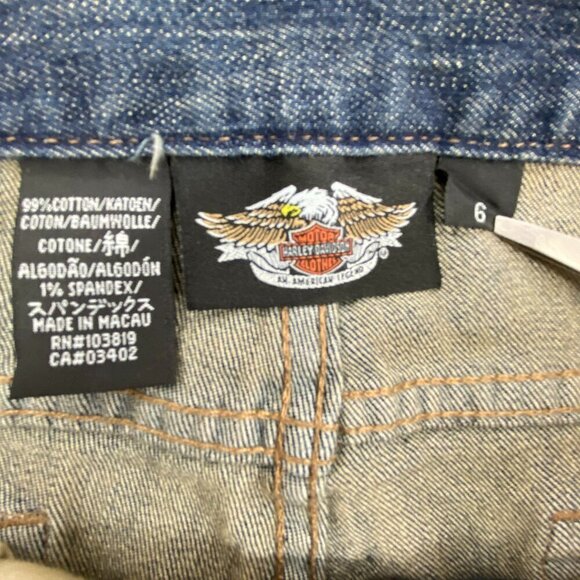 99%COTTON/KATOEN/
COTON/BAUMWOLLE/
COTONE/綿/
ALGODÃO/ALGODÓN
1% SPANDEX/
スパンデックス
MADE IN MACAU
RN#103819
CA#03402
MOTOR
HARLEY-DAVIDSON
CLOTHES
AN AMERICAN LEGEND
6